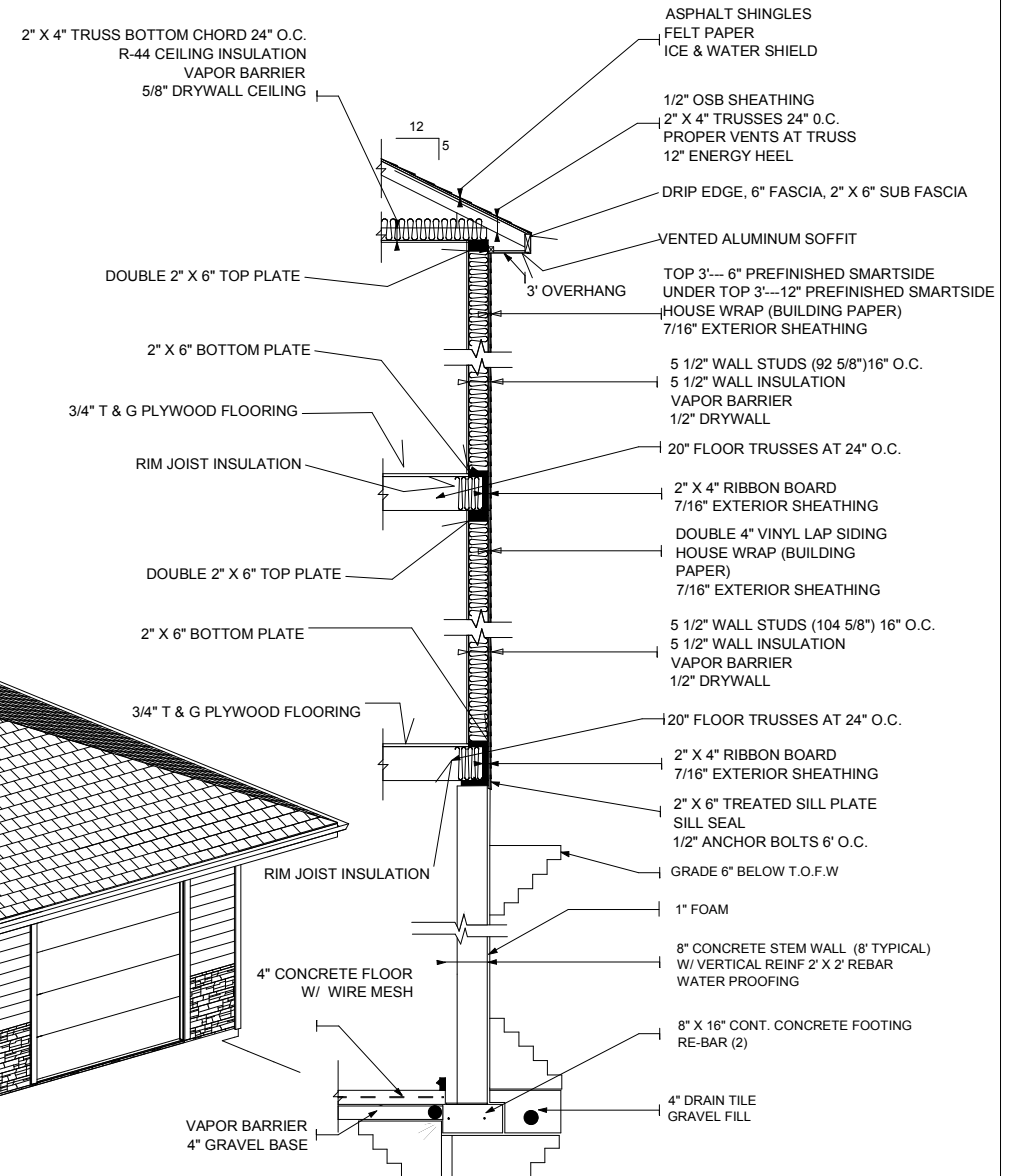 2" X 4" TRUSS BOTTOM CHORD 24" O.C.
R-44 CEILING INSULATION
VAPOR BARRIER
5/8" DRYWALL CEILING
ASPHALT SHINGLES
FELT PAPER
ICE & WATER SHIELD
1/2" OSB SHEATHING
2" X 4" TRUSSES 24" 0.C.
PROPER VENTS AT TRUSS
12" ENERGY HEEL
12
5
DRIP EDGE, 6" FASCIA, 2" X 6" SUB FASCIA
VENTED ALUMINUM SOFFIT
DOUBLE 2" X 6" TOP PLATE
3' OVERHANG
TOP 3'--- 6" PREFINISHED SMARTSIDE
UNDER TOP 3'---12" PREFINISHED SMARTSIDE
HOUSE WRAP (BUILDING PAPER)
7/16" EXTERIOR SHEATHING
2" X 6" BOTTOM PLATE
5 1/2" WALL STUDS (92 5/8")16" O.C.
5 1/2" WALL INSULATION
VAPOR BARRIER
1/2" DRYWALL
3/4" T & G PLYWOOD FLOORING
20" FLOOR TRUSSES AT 24" O.C.
RIM JOIST INSULATION
2" X 4" RIBBON BOARD
7/16" EXTERIOR SHEATHING
DOUBLE 4" VINYL LAP SIDING
HOUSE WRAP (BUILDING
PAPER)
7/16" EXTERIOR SHEATHING
DOUBLE 2" X 6" TOP PLATE
2" X 6" BOTTOM PLATE
5 1/2" WALL STUDS (104 5/8") 16" O.C.
5 1/2" WALL INSULATION
VAPOR BARRIER
1/2" DRYWALL
3/4" T & G PLYWOOD FLOORING
20" FLOOR TRUSSES AT 24" O.C.
2" X 4" RIBBON BOARD
7/16" EXTERIOR SHEATHING
2" X 6" TREATED SILL PLATE
SILL SEAL
1/2" ANCHOR BOLTS 6' O.C.
RIM JOIST INSULATION
GRADE 6" BELOW T.O.F.W
1" FOAM
8" CONCRETE STEM WALL (8' TYPICAL)
W/ VERTICAL REINF 2' X 2' REBAR
WATER PROOFING
4" CONCRETE FLOOR
W/ WIRE MESH
8" X 16" CONT. CONCRETE FOOTING
RE-BAR (2)
4" DRAIN TILE
GRAVEL FILL
VAPOR BARRIER
4" GRAVEL BASE